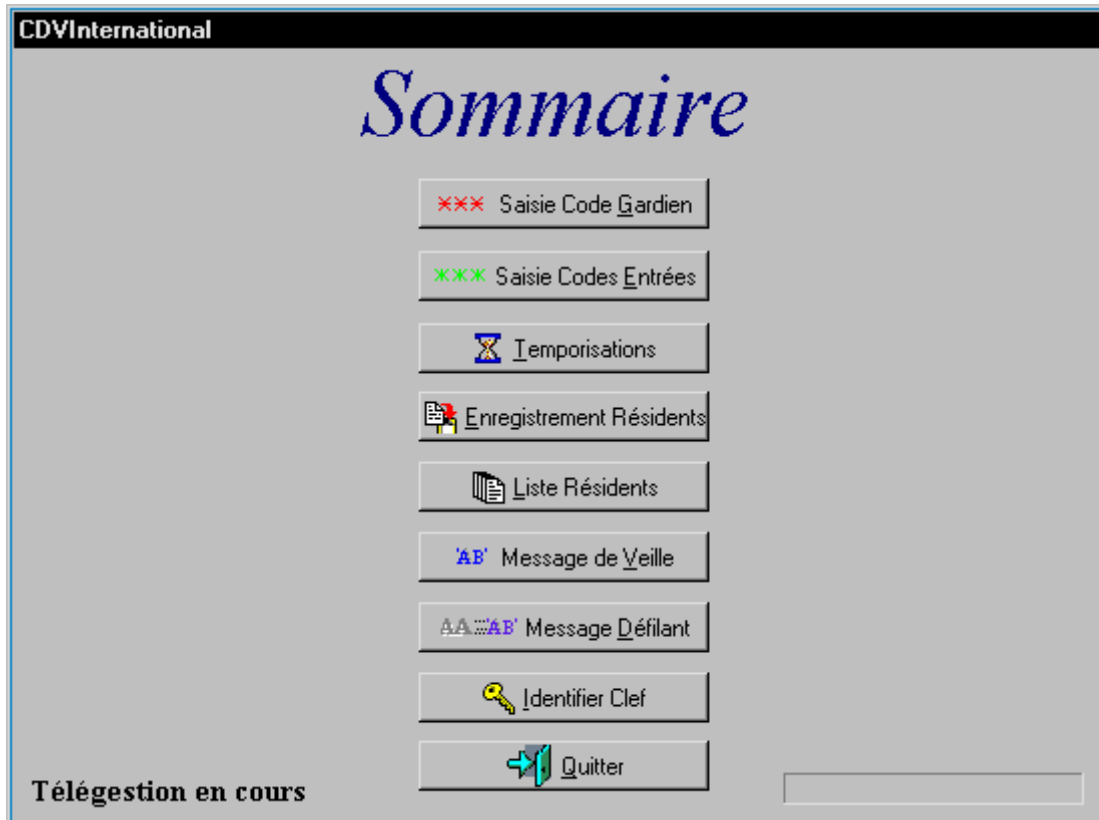 CDVInternational
Sommaire
*** Saisie Code Gardien
*** Saisie Codes Entrées
Temporisations
Enregistrement Résidents
Liste Résidents
'AB' Message de Veille
AA:::'AB' Message Défilant
Identifier Clef
Quitter
Télégestion en cours